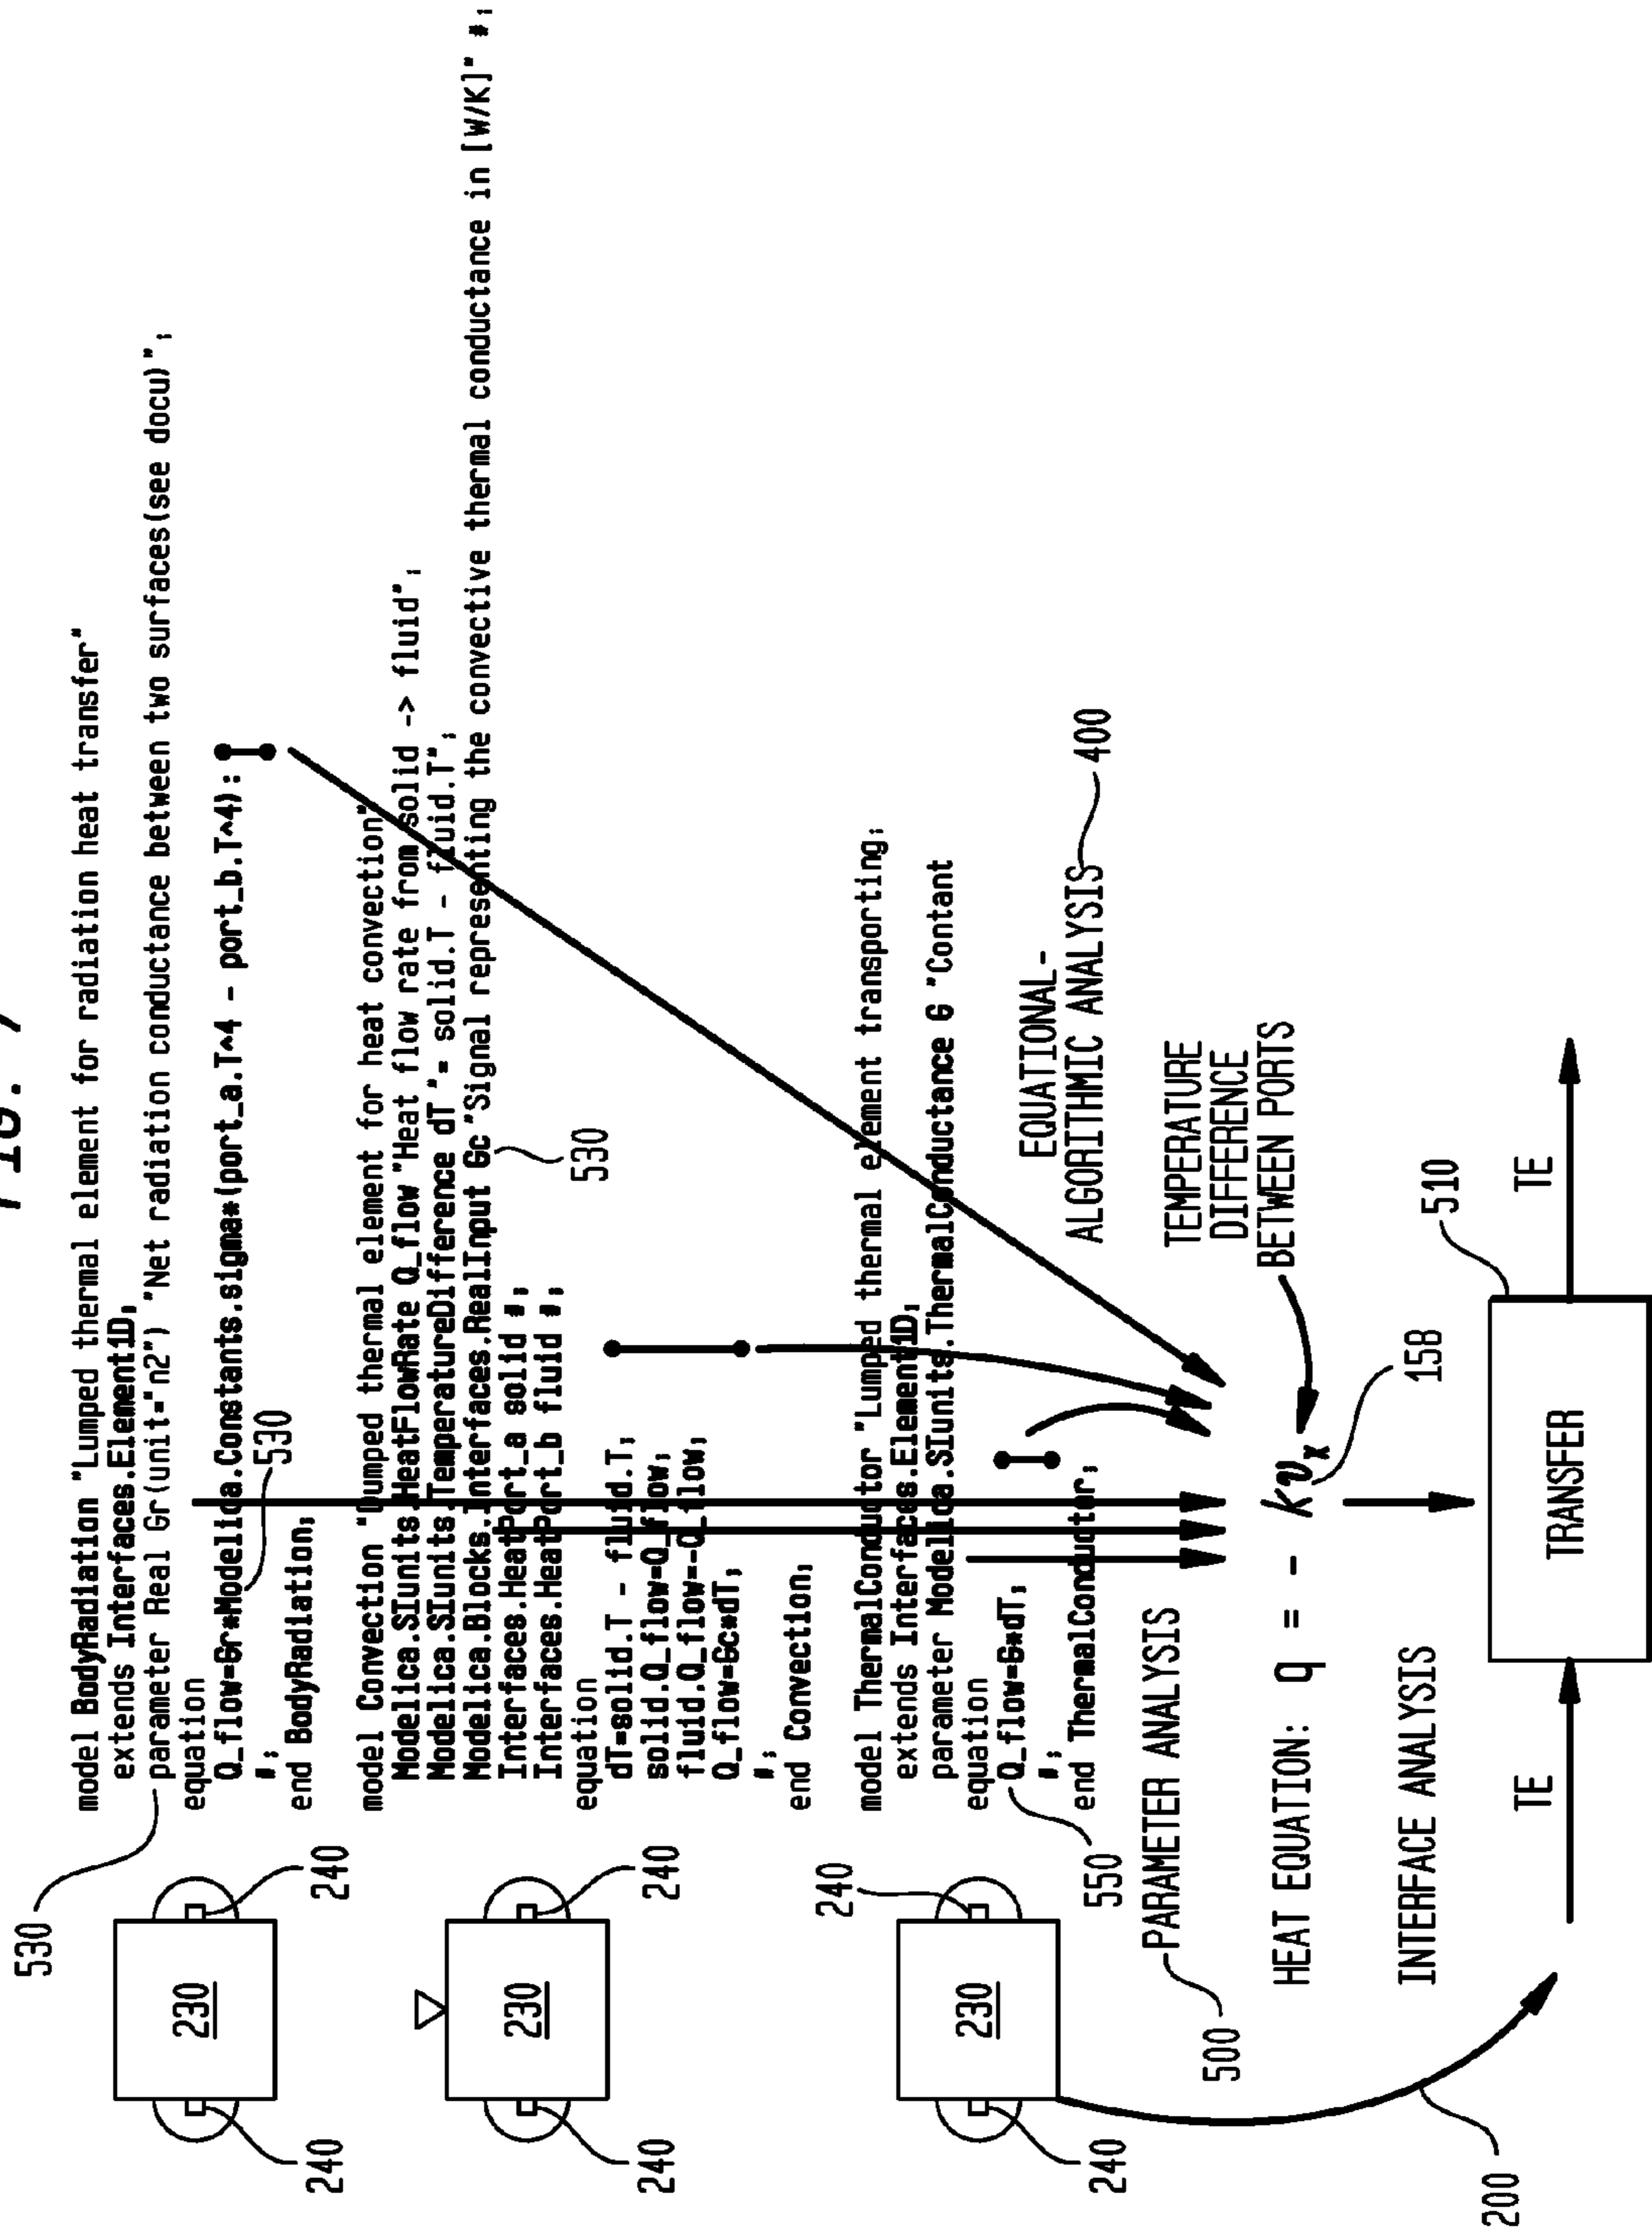 FIG. 7
530
model BodyRadiation "Lumped thermal element for radiation heat transfer"
extends Interfaces.Element1D;
parameter Real Gr(unit="n2") "Net radiation conductance between two surfaces(see docu)";
equation
Q_flow=Gr*Modelica.Constants.sigma*(port_a.T^4 - port_b.T^4);
530
";
end BodyRadiation;
230
240
240
model Convection "Dumped thermal element for heat convection"
Modelica.SIunits.HeatFlowRate Q_flow "Heat flow rate from solid -> fluid";
Modelica.SIunits.TemperatureDifference dT "= solid.T - fluid.T";
Modelica.Blocks.Interfaces.RealInput Gc "Signal representing the convective thermal conductance in [W/K]" #;
530
Interfaces.HeatPort_a solid #;
Interfaces.HeatPort_b fluid #;
equation
dT=solid.T - fluid.T;
solid.Q_flow=Q_flow;
fluid.Q_flow=-Q_flow;
Q_flow=Gc*dT;
";
end Convection;
230
240
240
model ThermalConductor "Lumped thermal element transporting;
extends Interfaces.Element1D;
parameter Modelica.SIunits.ThermalConductance G "Contant
equation
Q_flow=G*dT;
";
end ThermalConductor;
240
230
240
550
EQUATIONAL-
ALGORITHMIC ANALYSIS
400
500
PARAMETER ANALYSIS
TEMPERATURE
DIFFERENCE
BETWEEN PORTS
HEAT EQUATION: q = - kvx
15B
INTERFACE ANALYSIS
200
TE
TRANSFER
510
TE